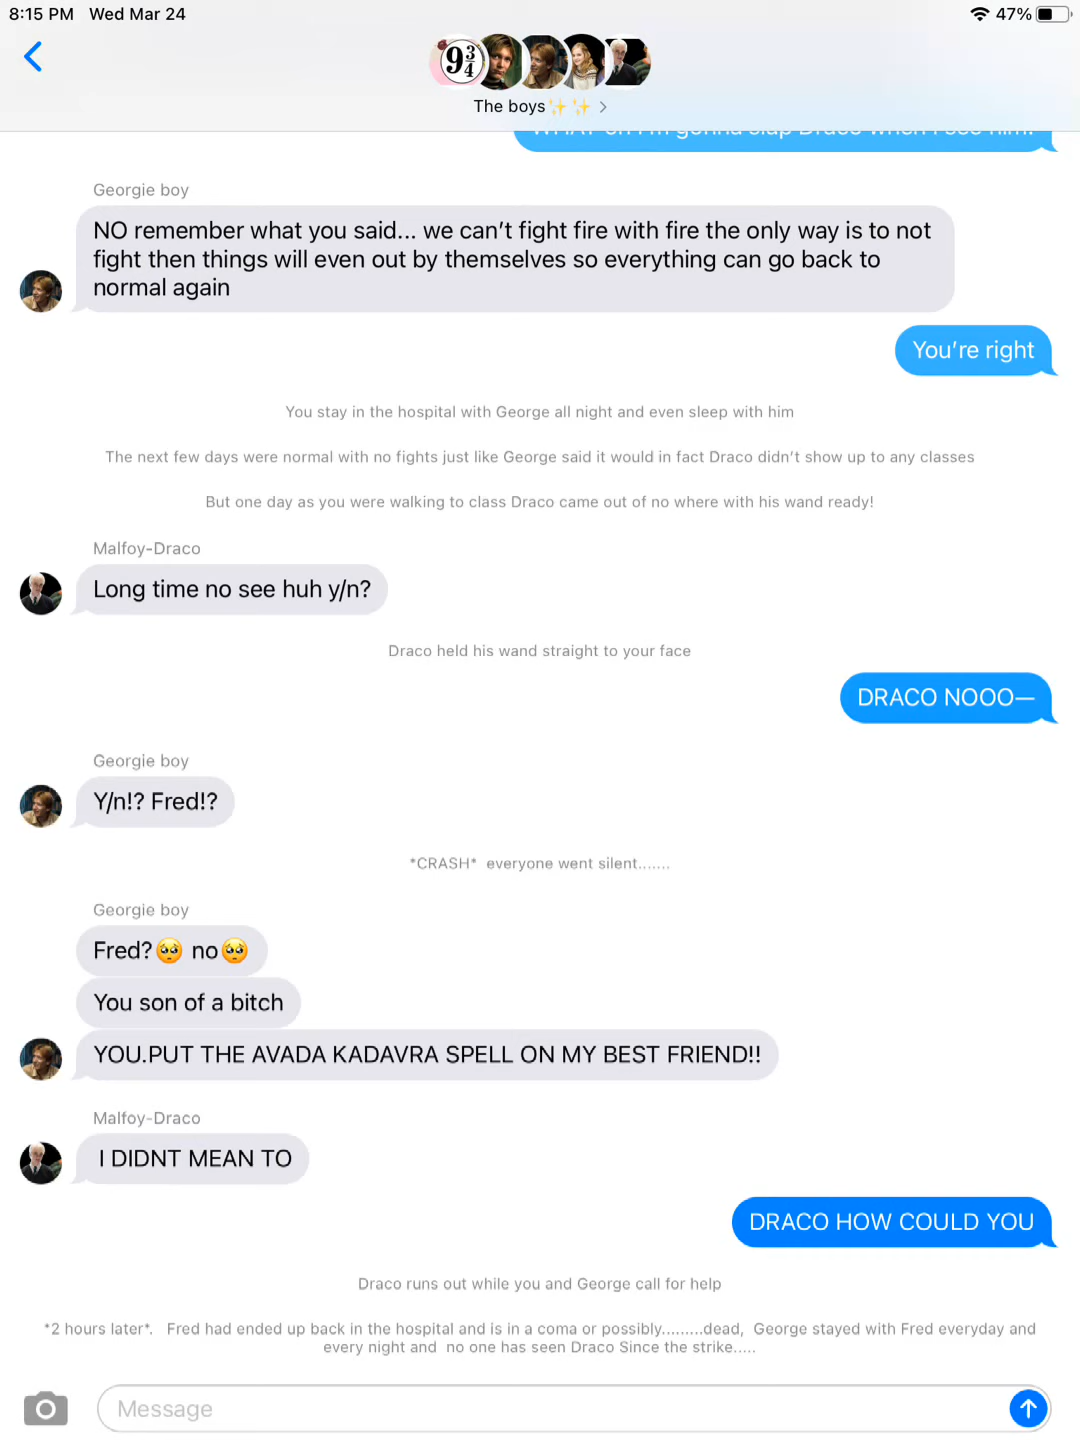 8:15 PM Wed Mar 24
47%
9¾
The boys✨✨ >
Georgie boy
NO remember what you said... we can’t fight fire with fire the only way is to not
fight then things will even out by themselves so everything can go back to
normal again
You’re right
You stay in the hospital with George all night and even sleep with him
The next few days were normal with no fights just like George said it would in fact Draco didn’t show up to any classes
But one day as you were walking to class Draco came out of no where with his wand ready!
Malfoy-Draco
Long time no see huh y/n?
Draco held his wand straight to your face
DRACO NOOO—
Georgie boy
Y/n!? Fred!?
*CRASH* everyone went silent.......
Georgie boy
Fred?🥺 no🥺
You son of a bitch
YOU.PUT THE AVADA KADAVRA SPELL ON MY BEST FRIEND!!
Malfoy-Draco
I DIDNT MEAN TO
DRACO HOW COULD YOU
Draco runs out while you and George call for help
*2 hours later*. Fred had ended up back in the hospital and is in a coma or possibly.........dead, George stayed with Fred everyday and
every night and no one has seen Draco Since the strike.....
Message